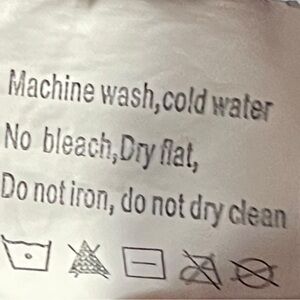 Machine wash,cold water
No bleach,Dry flat,
Do not iron, do not dry clean